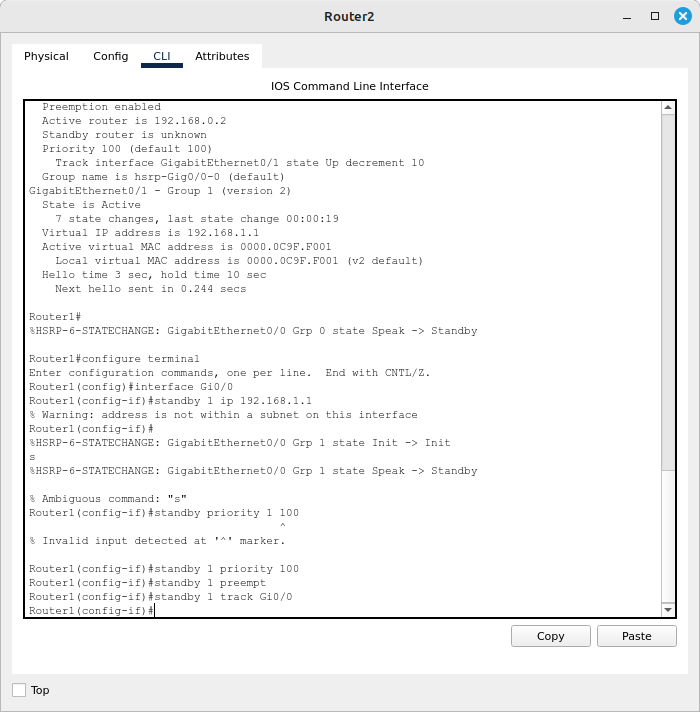 Router2
Physical Config CLI Attributes
IOS Command Line Interface
Preemption enabled
Active router is 192.168.0.2
Standby router is unknown
Priority 100 (default 100)
Track interface GigabitEthernet0/1 state Up decrement 10
Group name is hsrp-Gig0/0-0 (default)
GigabitEthernet0/1 - Group 1 (version 2)
State is Active
7 state changes, last state change 00:00:19
Virtual IP address is 192.168.1.1
Active virtual MAC address is 0000.0C9F.F001
Local virtual MAC address is 0000.0C9F.F001 (v2 default)
Hello time 3 sec, hold time 10 sec
Next hello sent in 0.244 secs
Router1#
%HSRP-6-STATECHANGE: GigabitEthernet0/0 Grp 0 state Speak -> Standby
Router1#configure terminal
Enter configuration commands, one per line.  End with CNTL/Z.
Router1(config)#interface Gi0/0
Router1(config-if)#standby 1 ip 192.168.1.1
% Warning: address is not within a subnet on this interface
Router1(config-if)#
%HSRP-6-STATECHANGE: GigabitEthernet0/0 Grp 1 state Init -> Init
s
%HSRP-6-STATECHANGE: GigabitEthernet0/0 Grp 1 state Speak -> Standby
% Ambiguous command: "s"
Router1(config-if)#standby priority 1 100
^
% Invalid input detected at '^' marker.
Router1(config-if)#standby 1 priority 100
Router1(config-if)#standby 1 preempt
Router1(config-if)#standby 1 track Gi0/0
Router1(config-if)#
Copy Paste
Top